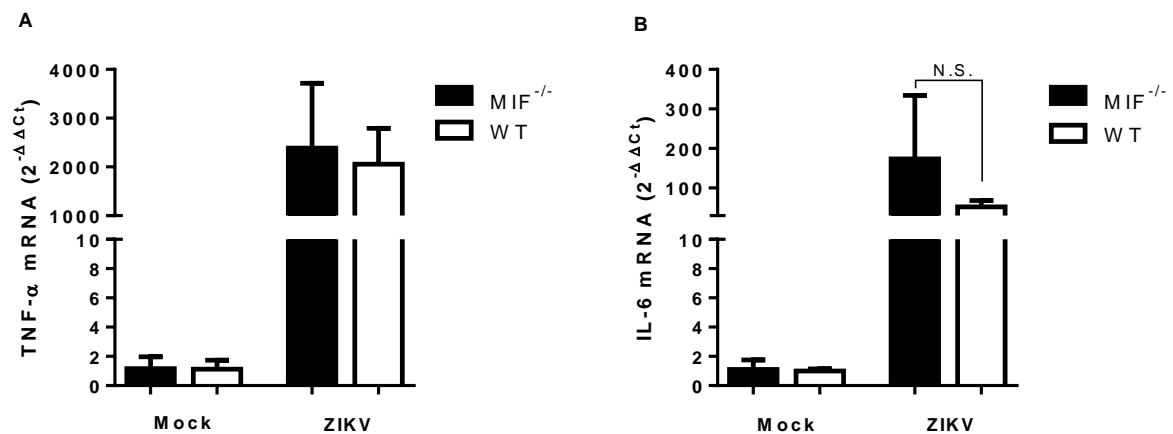 A
TNF-α mRNA (2^-ΔΔCt)
4000
3000
2000
1000
10
8
6
4
2
0
Mock
ZIKV
MIF^-/-
WT
B
IL-6 mRNA (2^-ΔΔCt)
400
300
200
100
10
8
6
4
2
0
N.S.
Mock
ZIKV
MIF^-/-
WT